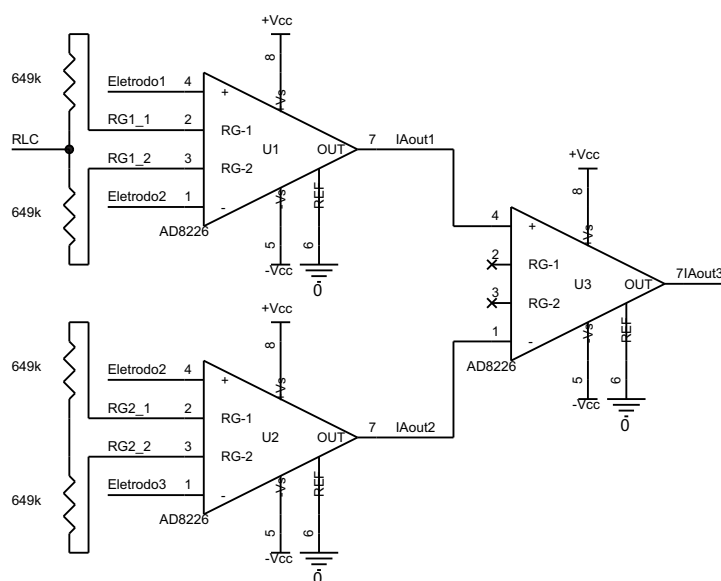 +Vcc
649k
8
Eletrodo1
4
+
-Vs
RG1_1
2
RG-1
RLC
U1
OUT
7
IAout1
RG1_2
3
RG-2
649k
Eletrodo2
1
-
-Vs
REF
AD8226
5
6
-Vcc
0
+Vcc
8
4
+
-Vs
2
RG-1
U3
OUT
7IAout3
3
RG-2
1
-
-Vs
REF
AD8226
5
6
-Vcc
0
+Vcc
649k
8
Eletrodo2
4
+
-Vs
RG2_1
2
RG-1
U2
OUT
7
IAout2
RG2_2
3
RG-2
649k
Eletrodo3
1
-
-Vs
REF
AD8226
5
6
-Vcc
0